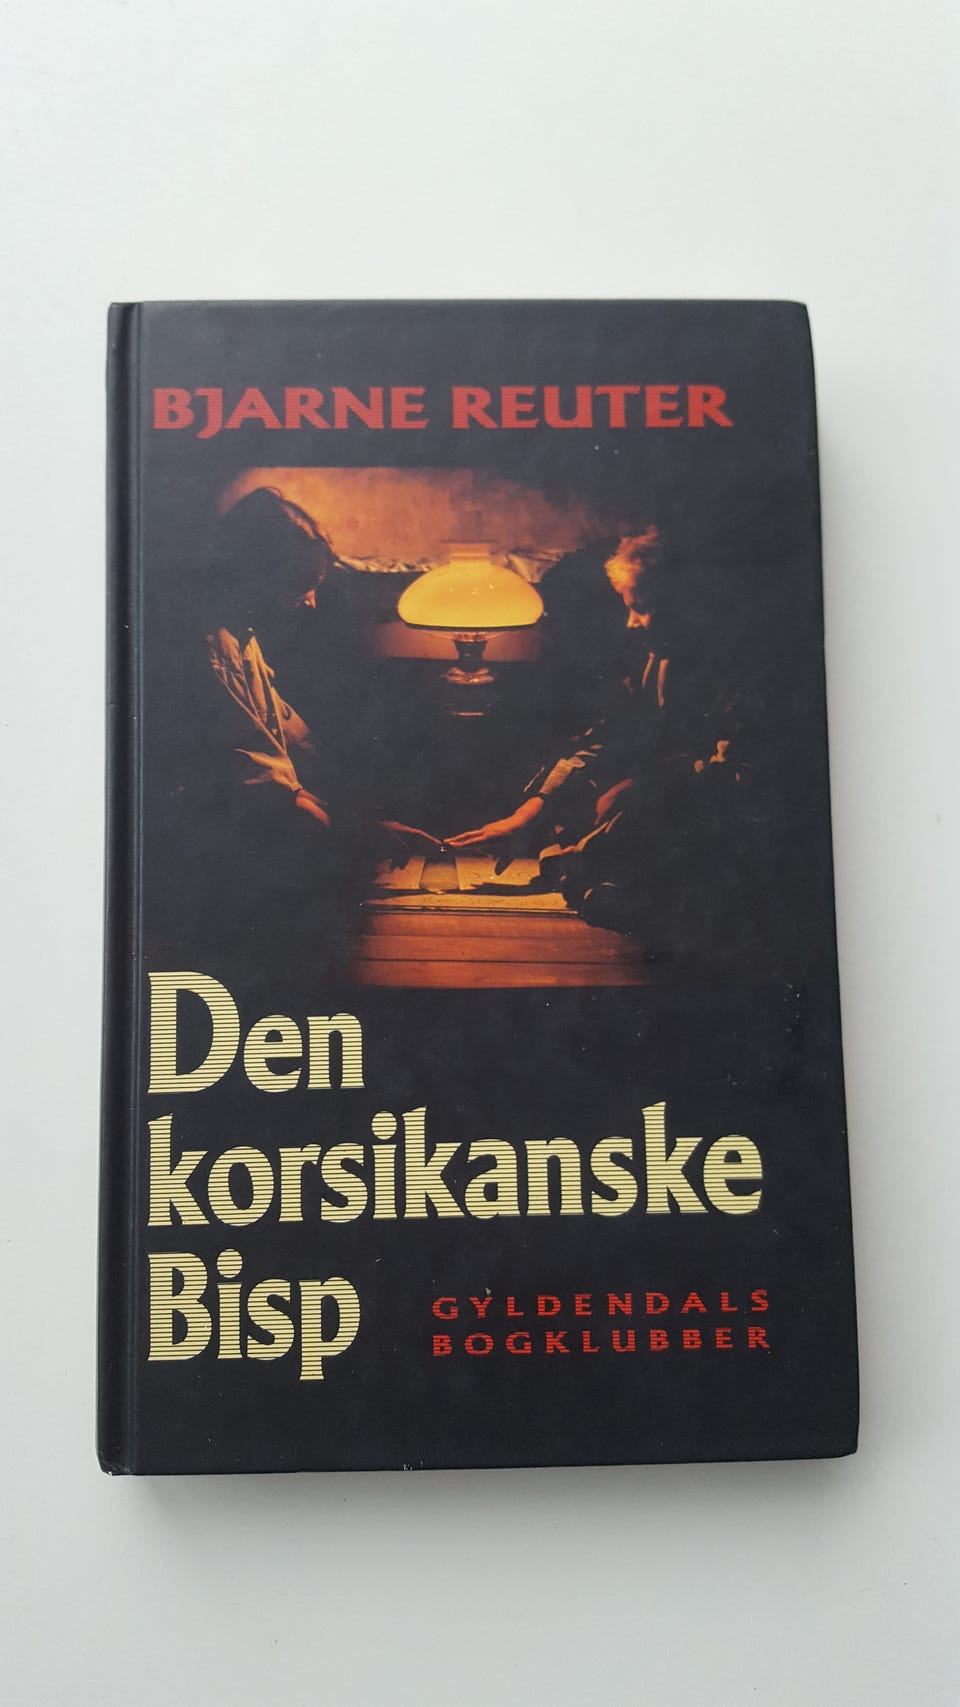 BJARNE REUTER
Den
korsikanske
Bisp
GYLDENDALS
BOGKLUBBER